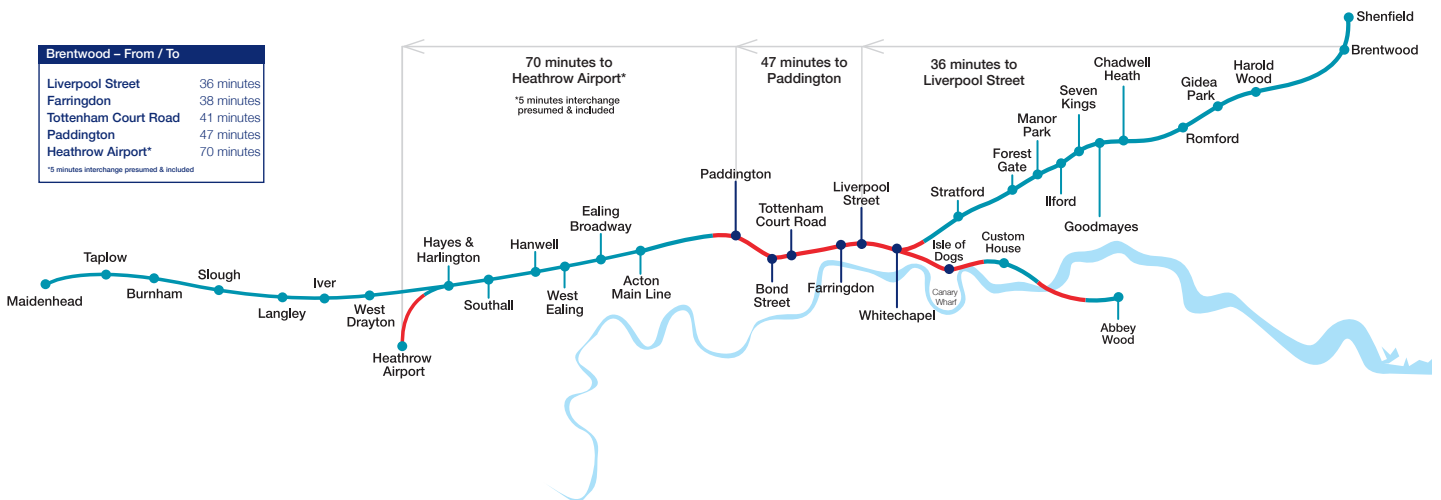 Brentwood – From / To
Liverpool Street 36 minutes
Farringdon 38 minutes
Tottenham Court Road 41 minutes
Paddington 47 minutes
Heathrow Airport* 70 minutes
*5 minutes interchange presumed & included
70 minutes to
Heathrow Airport*
*5 minutes interchange
presumed & included
47 minutes to
Paddington
36 minutes to
Liverpool Street
Maidenhead
Taplow
Burnham
Slough
Langley
Iver
West
Drayton
Heathrow
Airport
Hayes &
Harlington
Southall
Hanwell
West
Ealing
Ealing
Broadway
Acton
Main Line
Paddington
Bond
Street
Tottenham
Court Road
Farringdon
Liverpool
Street
Whitechapel
Stratford
Forest
Gate
Manor
Park
Ilford
Seven
Kings
Goodmayes
Chadwell
Heath
Romford
Gidea
Park
Harold
Wood
Brentwood
Shenfield
Isle of
Dogs
Canary
Wharf
Custom
House
Abbey
Wood